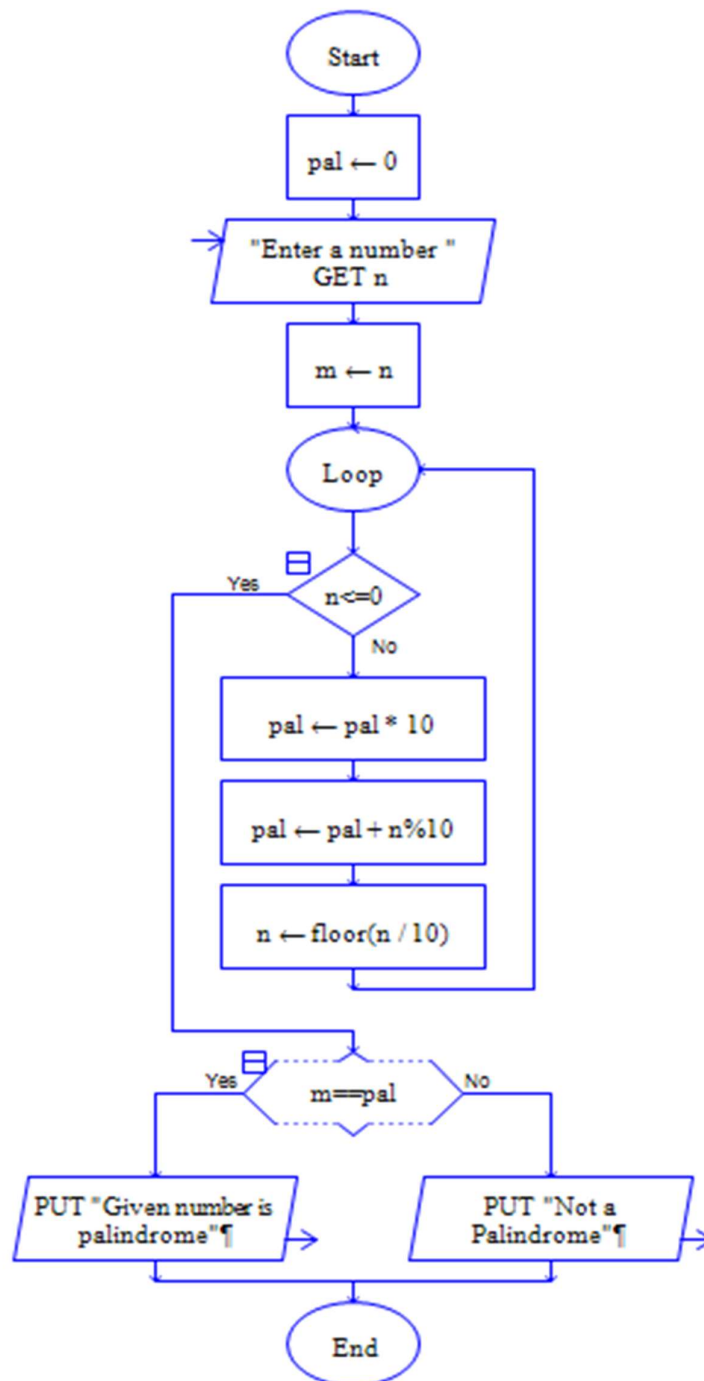 Start
pal ← 0
"Enter a number "
GET n
m ← n
Loop
Yes
n<=0
No
pal ← pal * 10
pal ← pal + n%10
n ← floor(n / 10)
Yes
m==pal
No
PUT "Given number is
palindrome"¶
PUT "Not a
Palindrome"¶
End